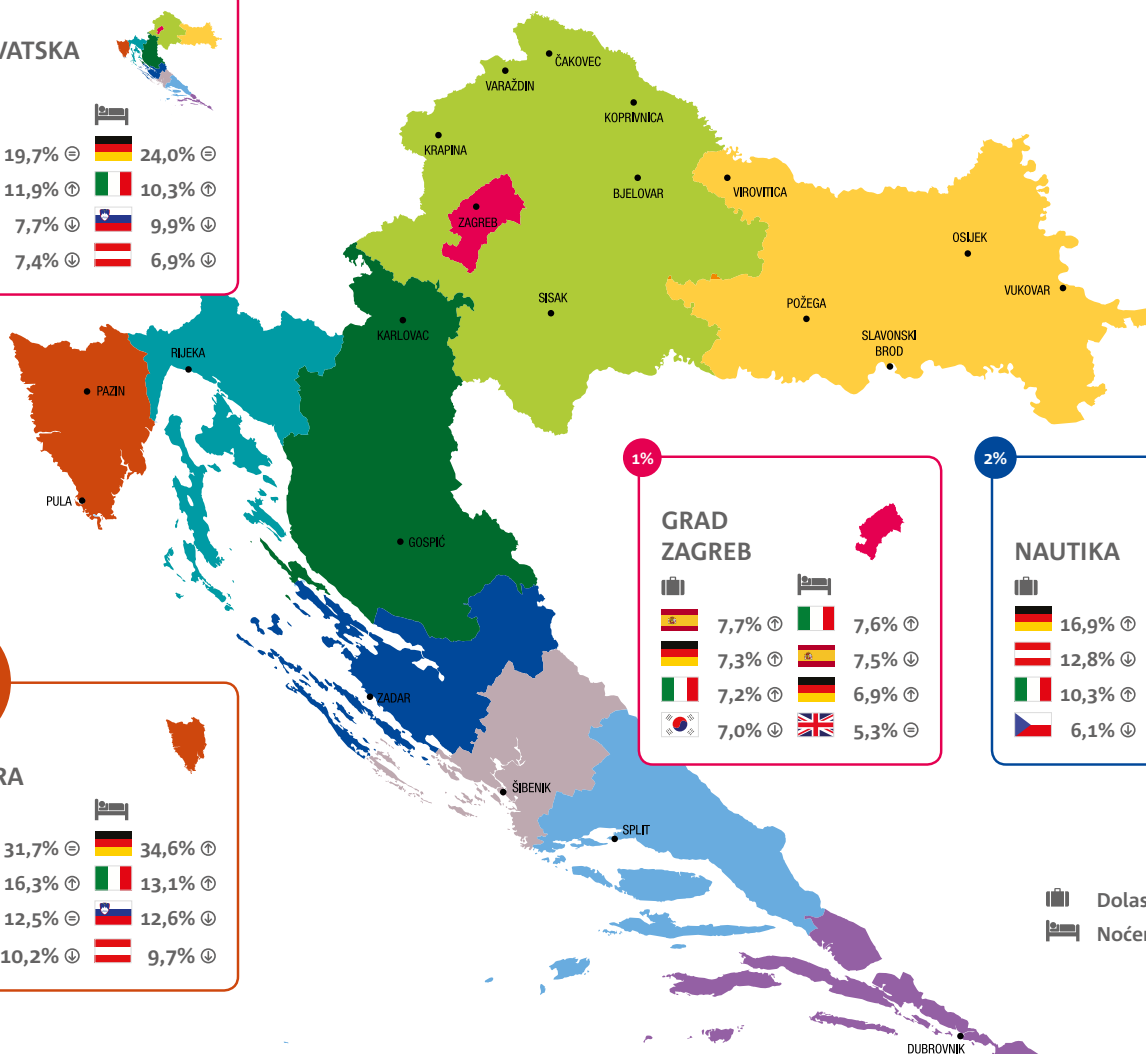 VATSKA
19,7% 24,0%
11,9% 10,3%
7,7% 9,9%
7,4% 6,9%
ČAKOVEC
VARAŽDIN
KOPRIVNICA
KRAPINA
BJELOVAR
VIROVITICA
ZAGREB
OSIJEK
VUKOVAR
SISAK
POŽEGA
KARLOVAC
SLAVONSKI
BROD
RIJEKA
PAZIN
PULA
GOSPIĆ
ZADAR
ŠIBENIK
SPLIT
DUBROVNIK
1%
GRAD
ZAGREB
7,7% 7,6%
7,3% 7,5%
7,2% 6,9%
7,0% 5,3%
2%
NAUTIKA
16,9%
12,8%
10,3%
6,1%
RA
31,7% 34,6%
16,3% 13,1%
12,5% 12,6%
10,2% 9,7%
Dolas
Noćen